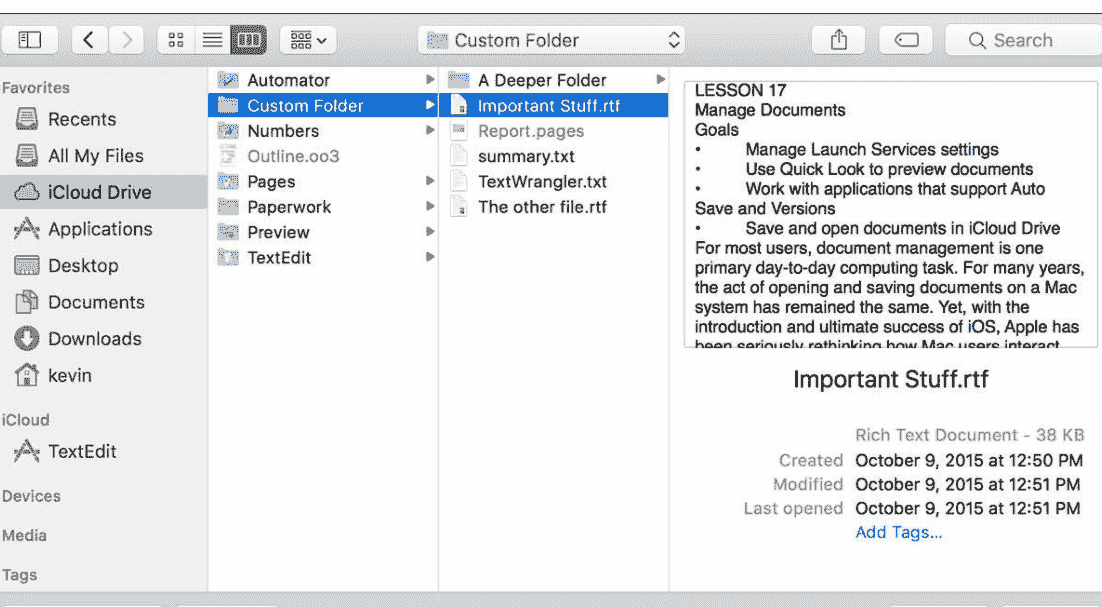 Custom Folder
Search
Favorites
Recents
All My Files
iCloud Drive
Applications
Desktop
Documents
Downloads
kevin
iCloud
TextEdit
Devices
Media
Tags
Automator
Custom Folder
Numbers
Outline.oo3
Pages
Paperwork
Preview
TextEdit
A Deeper Folder
Important Stuff.rtf
Report.pages
summary.txt
TextWrangler.txt
The other file.rtf
LESSON 17
Manage Documents
Goals
• Manage Launch Services settings
• Use Quick Look to preview documents
• Work with applications that support Auto
Save and Versions
• Save and open documents in iCloud Drive
For most users, document management is one
primary day-to-day computing task. For many years,
the act of opening and saving documents on a Mac
system has remained the same. Yet, with the
introduction and ultimate success of iOS, Apple has
been seriously rethinking how Mac users interact
Important Stuff.rtf
Rich Text Document - 38 KB
Created October 9, 2015 at 12:50 PM
Modified October 9, 2015 at 12:51 PM
Last opened October 9, 2015 at 12:51 PM
Add Tags...